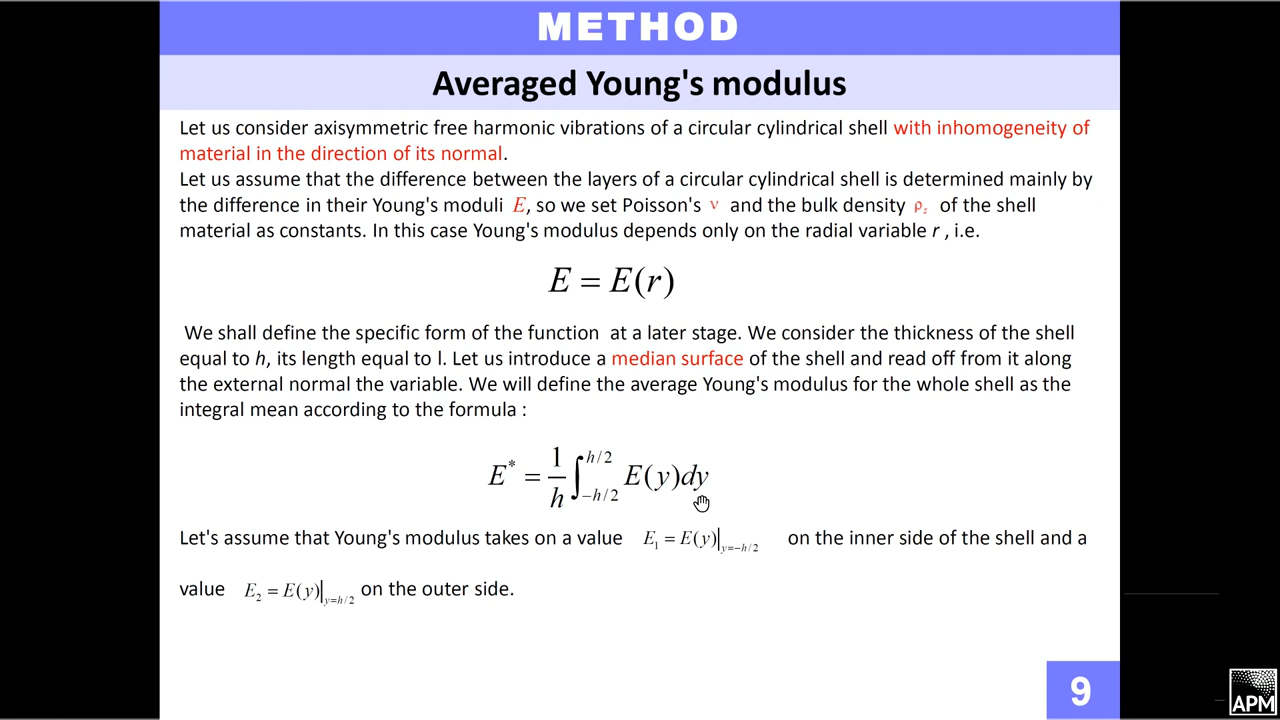 METHOD
Averaged Young's modulus
Let us consider axisymmetric free harmonic vibrations of a circular cylindrical shell with inhomogeneity of
material in the direction of its normal.
Let us assume that the difference between the layers of a circular cylindrical shell is determined mainly by
the difference in their Young's moduli E, so we set Poisson's ν and the bulk density ρₛ of the shell
material as constants. In this case Young's modulus depends only on the radial variable r , i.e.
E = E(r)
We shall define the specific form of the function at a later stage. We consider the thickness of the shell
equal to h, its length equal to l. Let us introduce a median surface of the shell and read off from it along
the external normal the variable. We will define the average Young's modulus for the whole shell as the
integral mean according to the formula :
E* = 1/h ∫_{-h/2}^{h/2} E(y)dy
Let's assume that Young's modulus takes on a value E₁ = E(y)|_{y=-h/2} on the inner side of the shell and a
value E₂ = E(y)|_{y=h/2} on the outer side.
9
APM